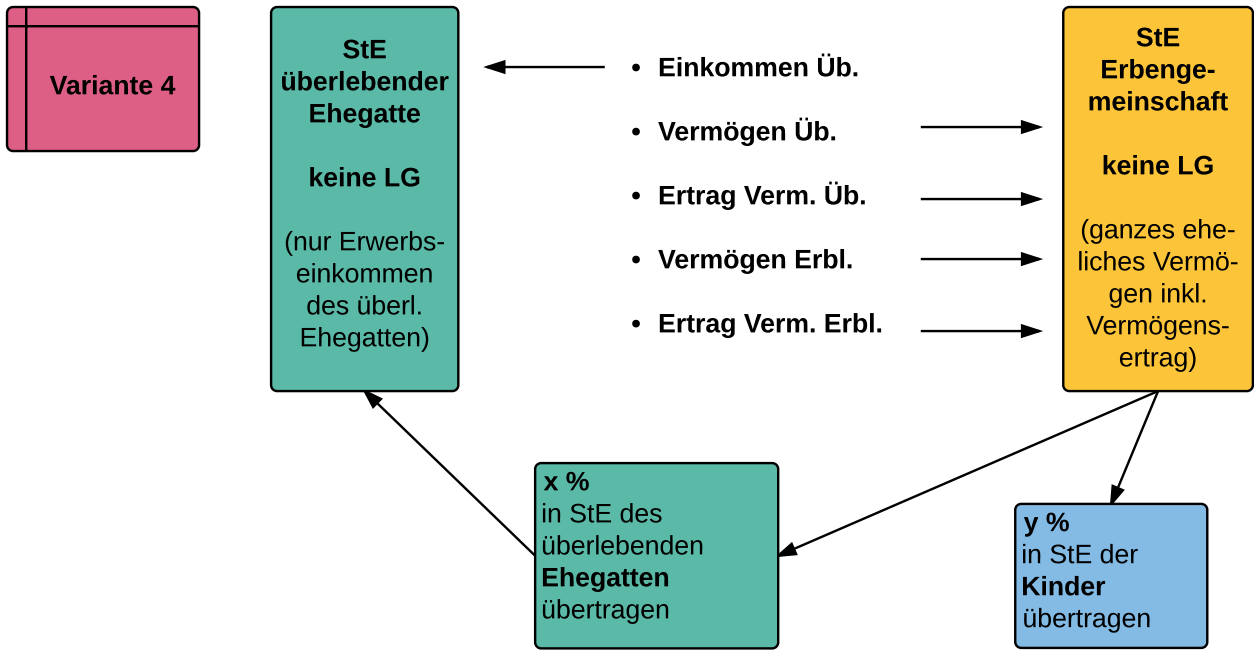 Variante 4
StE
überlebender
Ehegatte
keine LG
(nur Erwerbs-
einkommen
des überl.
Ehegatten)
• Einkommen Üb.
• Vermögen Üb.
• Ertrag Verm. Üb.
• Vermögen Erbl.
• Ertrag Verm. Erbl.
StE
Erbenge-
meinschaft
keine LG
(ganzes ehe-
liches Vermö-
gen inkl.
Vermögens-
ertrag)
x %
in StE des
überlebenden
Ehegatten
übertragen
y %
in StE der
Kinder
übertragen